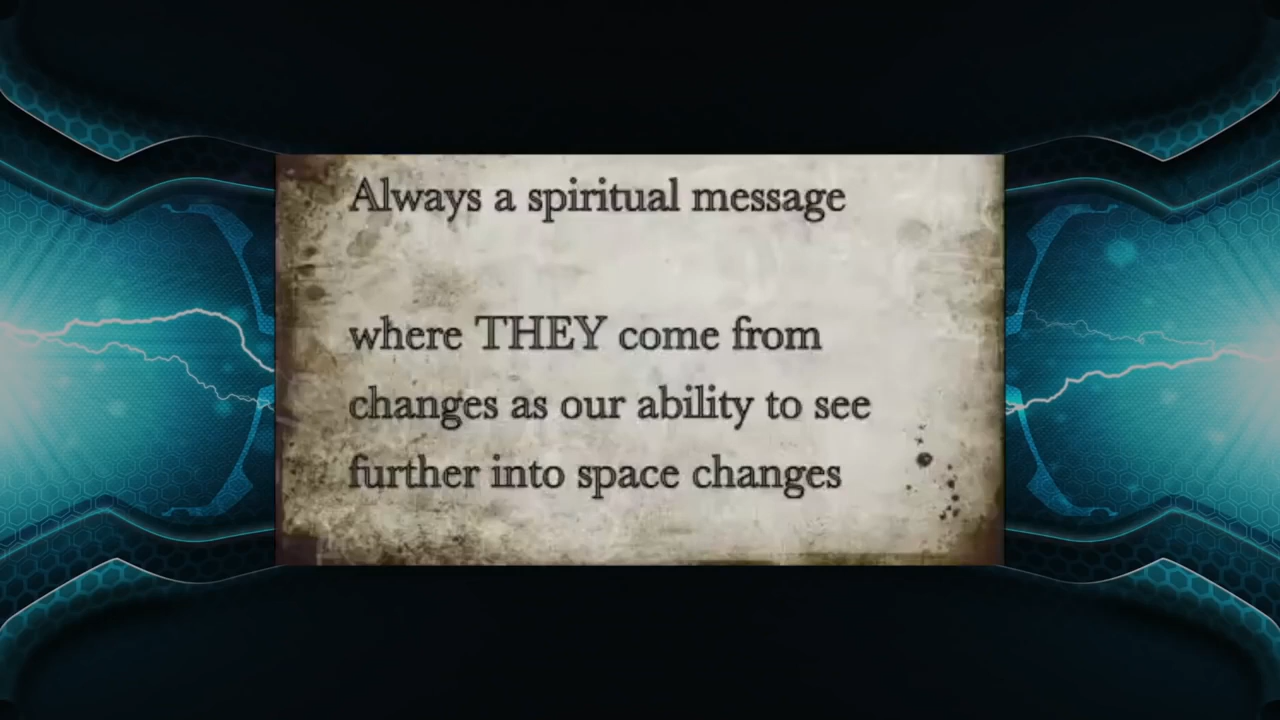 Always a spiritual message
where THEY come from
changes as our ability to see
further into space changes